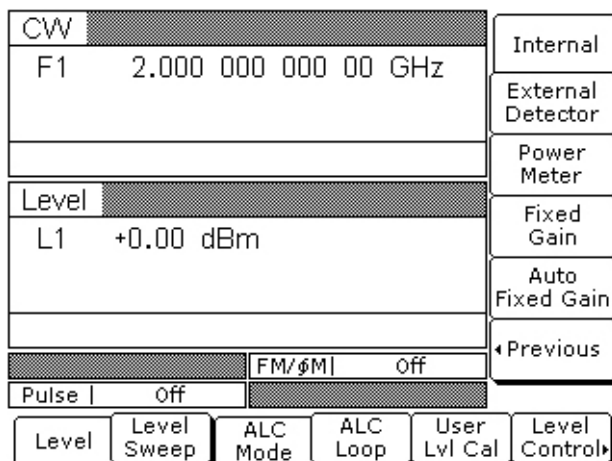 CW
F1 2.000 000 000 00 GHz
Level
L1 +0.00 dBm
FM/ɸM| Off
Pulse | Off
Internal
External
Detector
Power
Meter
Fixed
Gain
Auto
Fixed Gain
◂Previous
Level
Level
Sweep
ALC
Mode
ALC
Loop
User
Lvl Cal
Level
Control▸